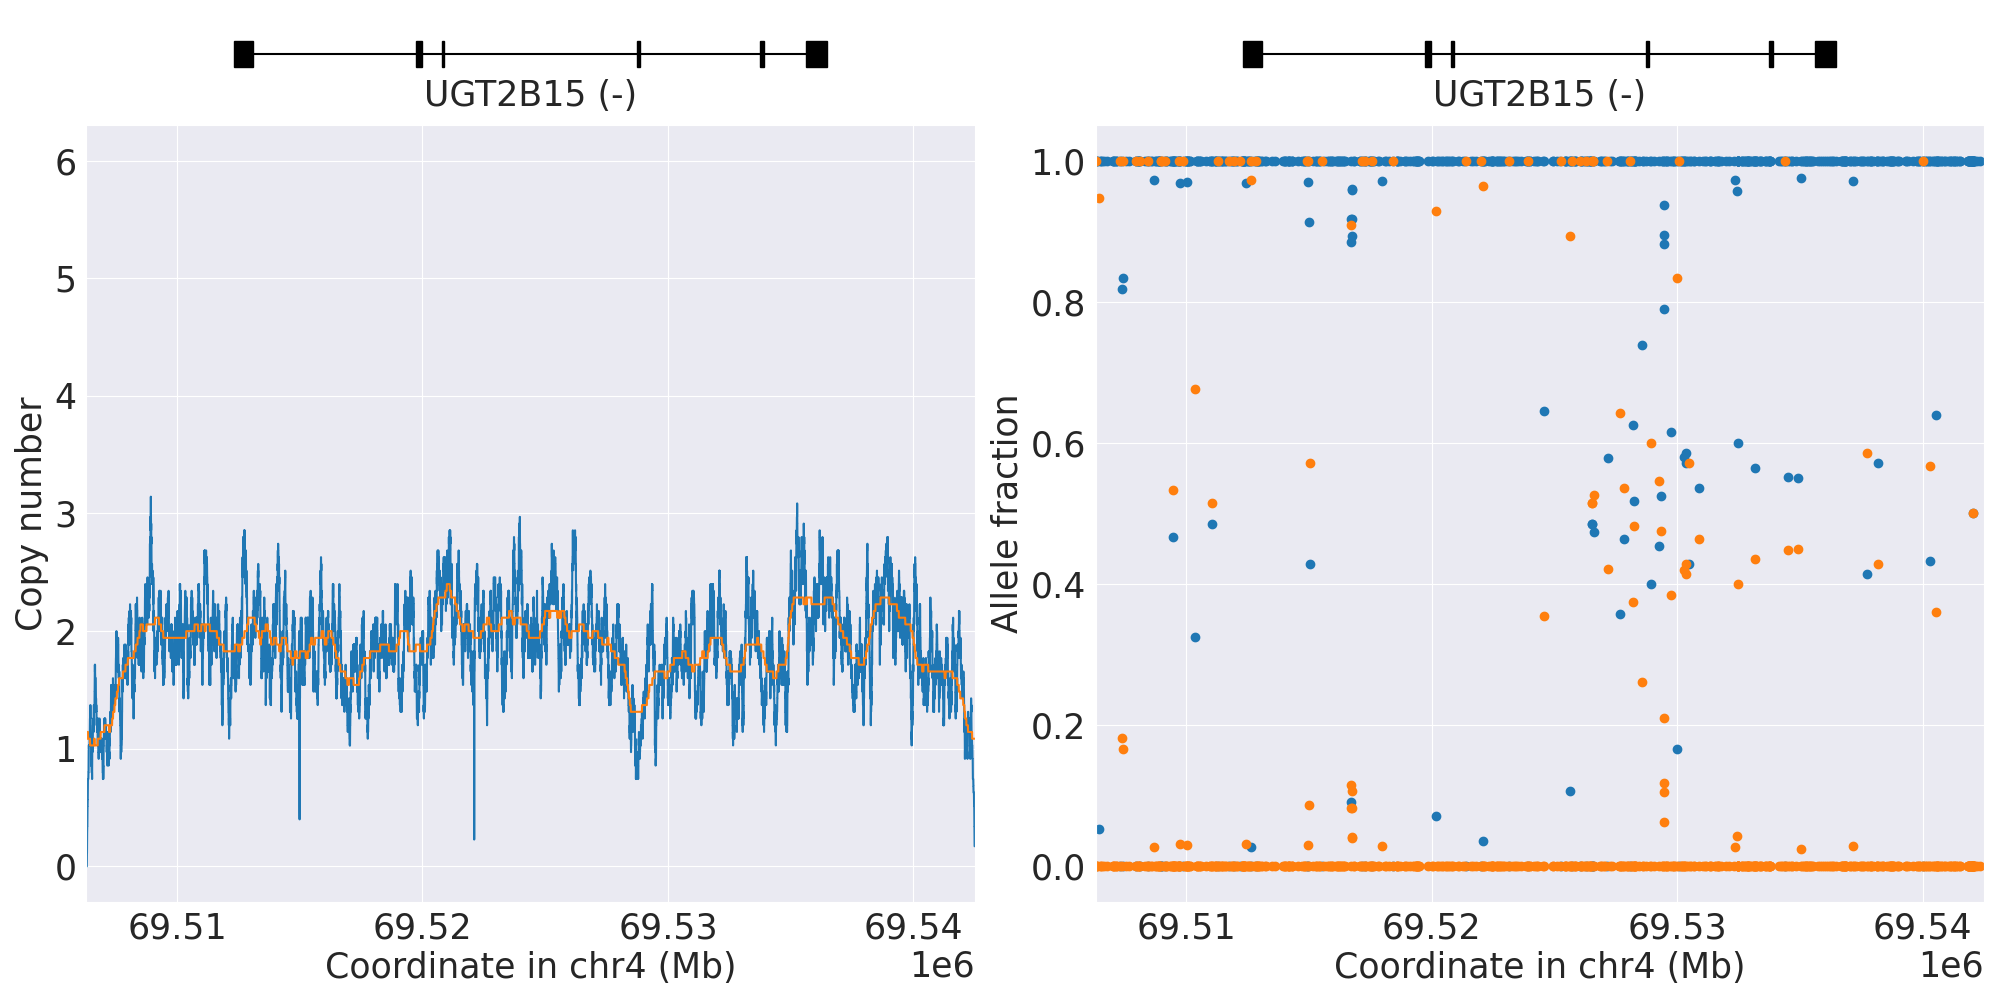 UGT2B15 (-)
6
5
4
3
2
1
0
Copy number
69.51 69.52 69.53 69.54
Coordinate in chr4 (Mb)
1e6
UGT2B15 (-)
1.0
0.8
0.6
0.4
0.2
0.0
Allele fraction
69.51 69.52 69.53 69.54
Coordinate in chr4 (Mb)
1e6